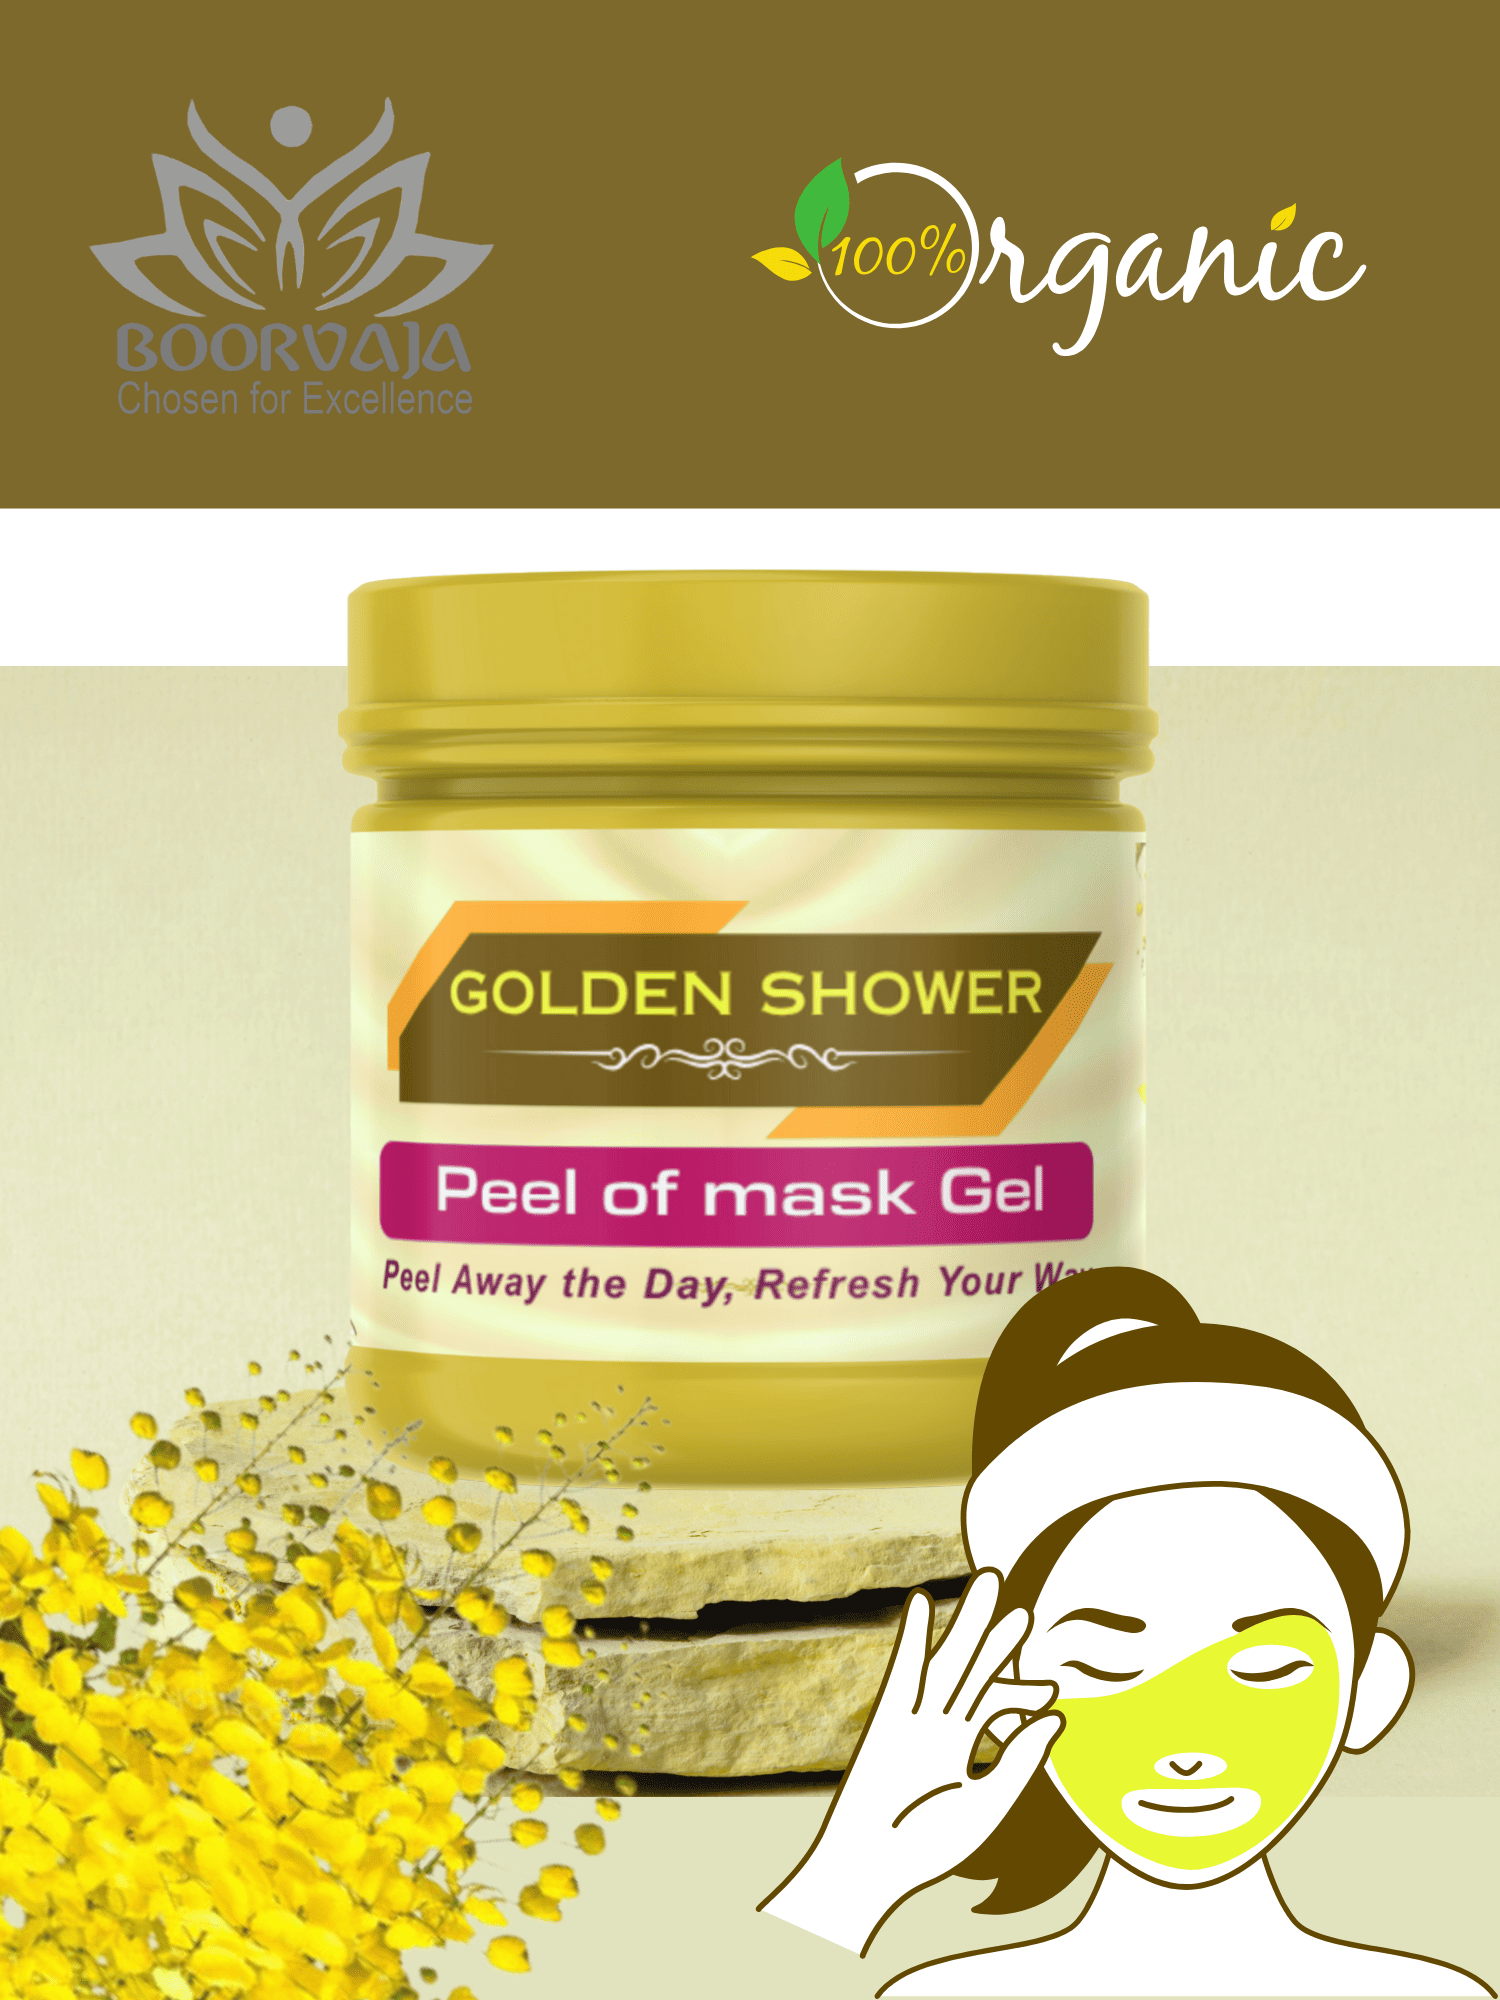 BOORVAJA
Chosen for Excellence
100% Organic
GOLDEN SHOWER
Peel of mask Gel
Peel Away the Day, Refresh Your